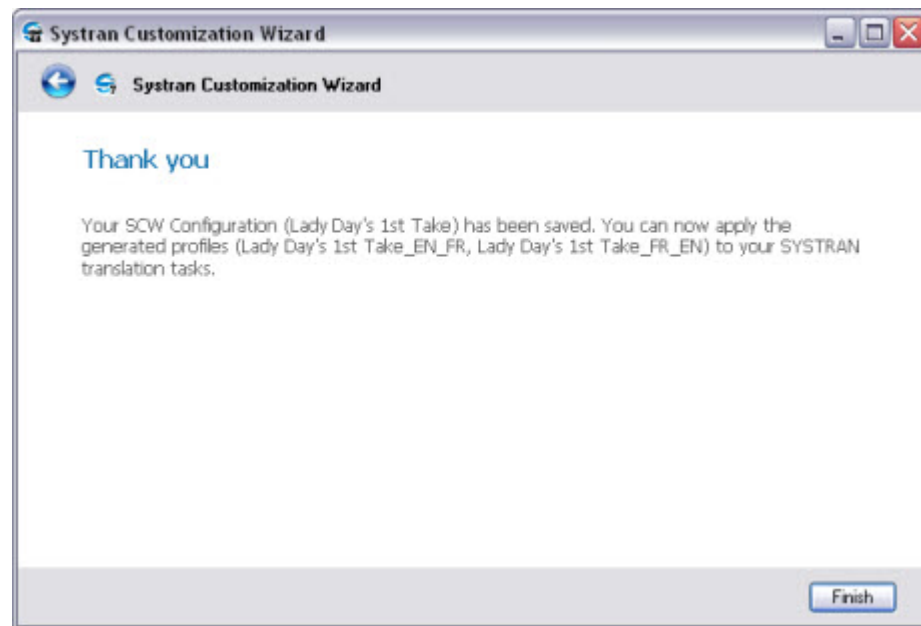 Systran Customization Wizard
Systran Customization Wizard
Thank you
Your SCW Configuration (Lady Day's 1st Take) has been saved. You can now apply the
generated profiles (Lady Day's 1st Take_EN_FR, Lady Day's 1st Take_FR_EN) to your SYSTRAN
translation tasks.
Finish